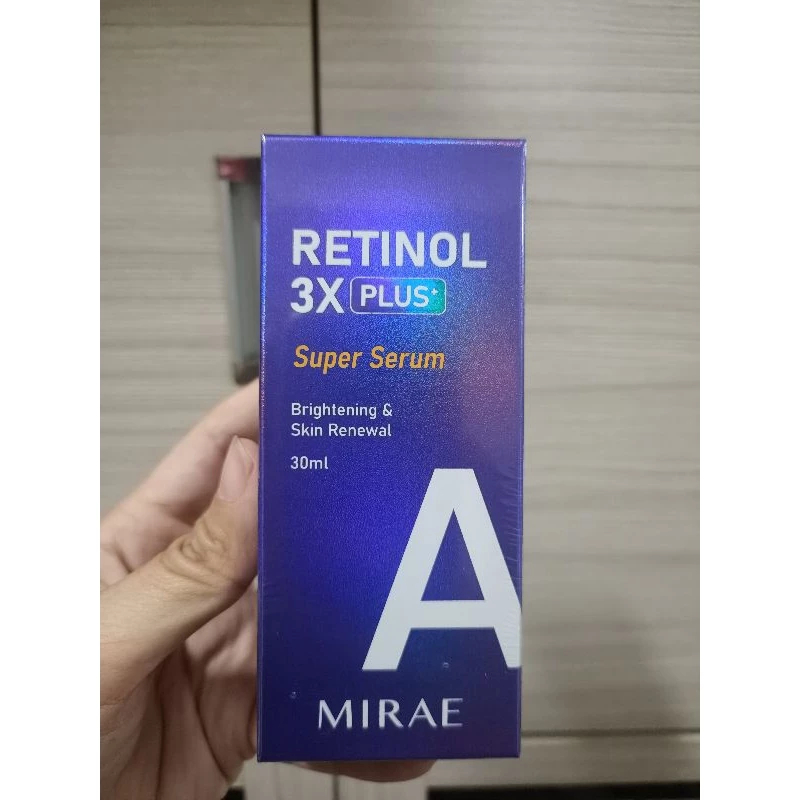 RETINOL
3X PLUS+
Super Serum
Brightening &
Skin Renewal
30ml
A
MIRAE